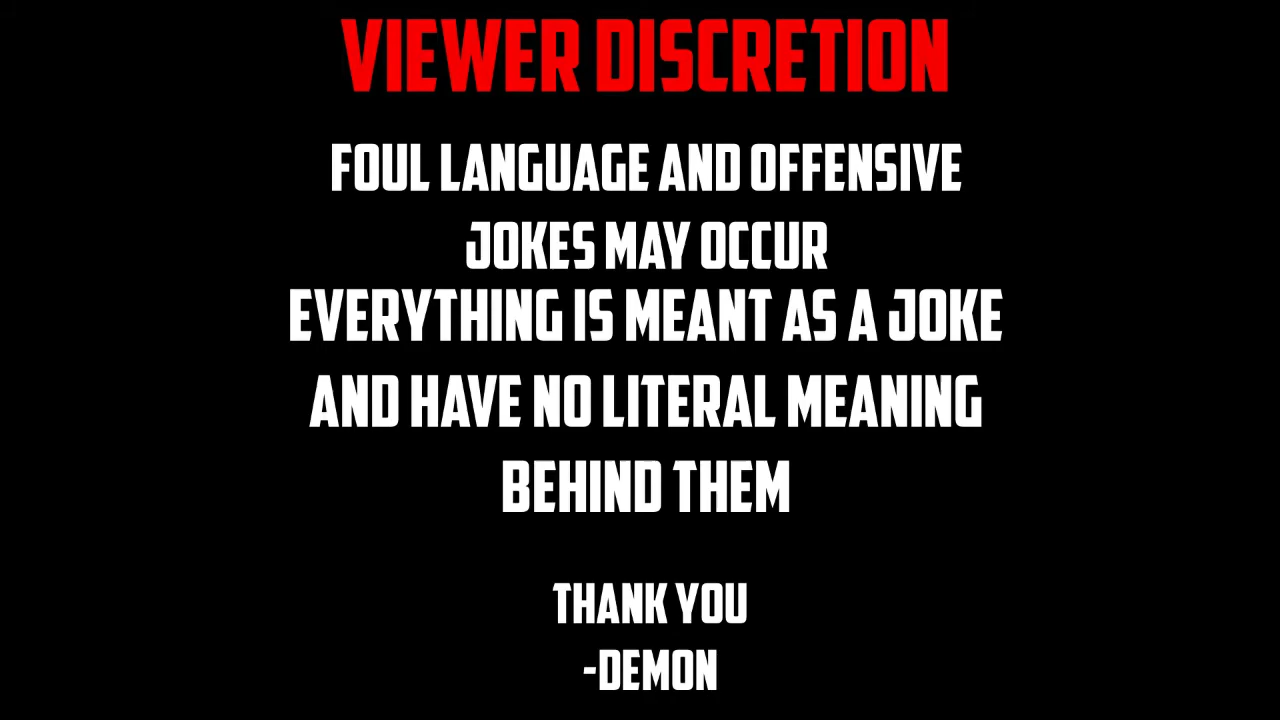 VIEWER DISCRETION
FOUL LANGUAGE AND OFFENSIVE
JOKES MAY OCCUR
EVERYTHING IS MEANT AS A JOKE
AND HAVE NO LITERAL MEANING
BEHIND THEM
THANK YOU
-DEMON